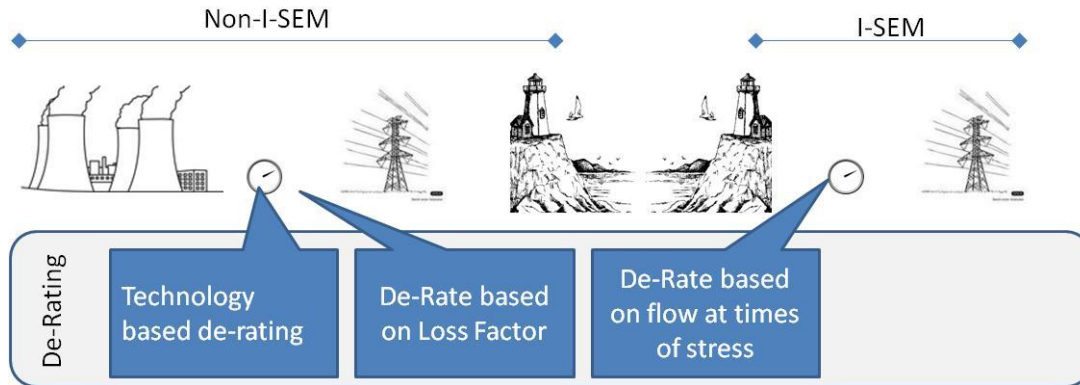 Non-I-SEM
I-SEM
De-Rating
Technology
based de-rating
De-Rate based
on Loss Factor
De-Rate based
on flow at times
of stress